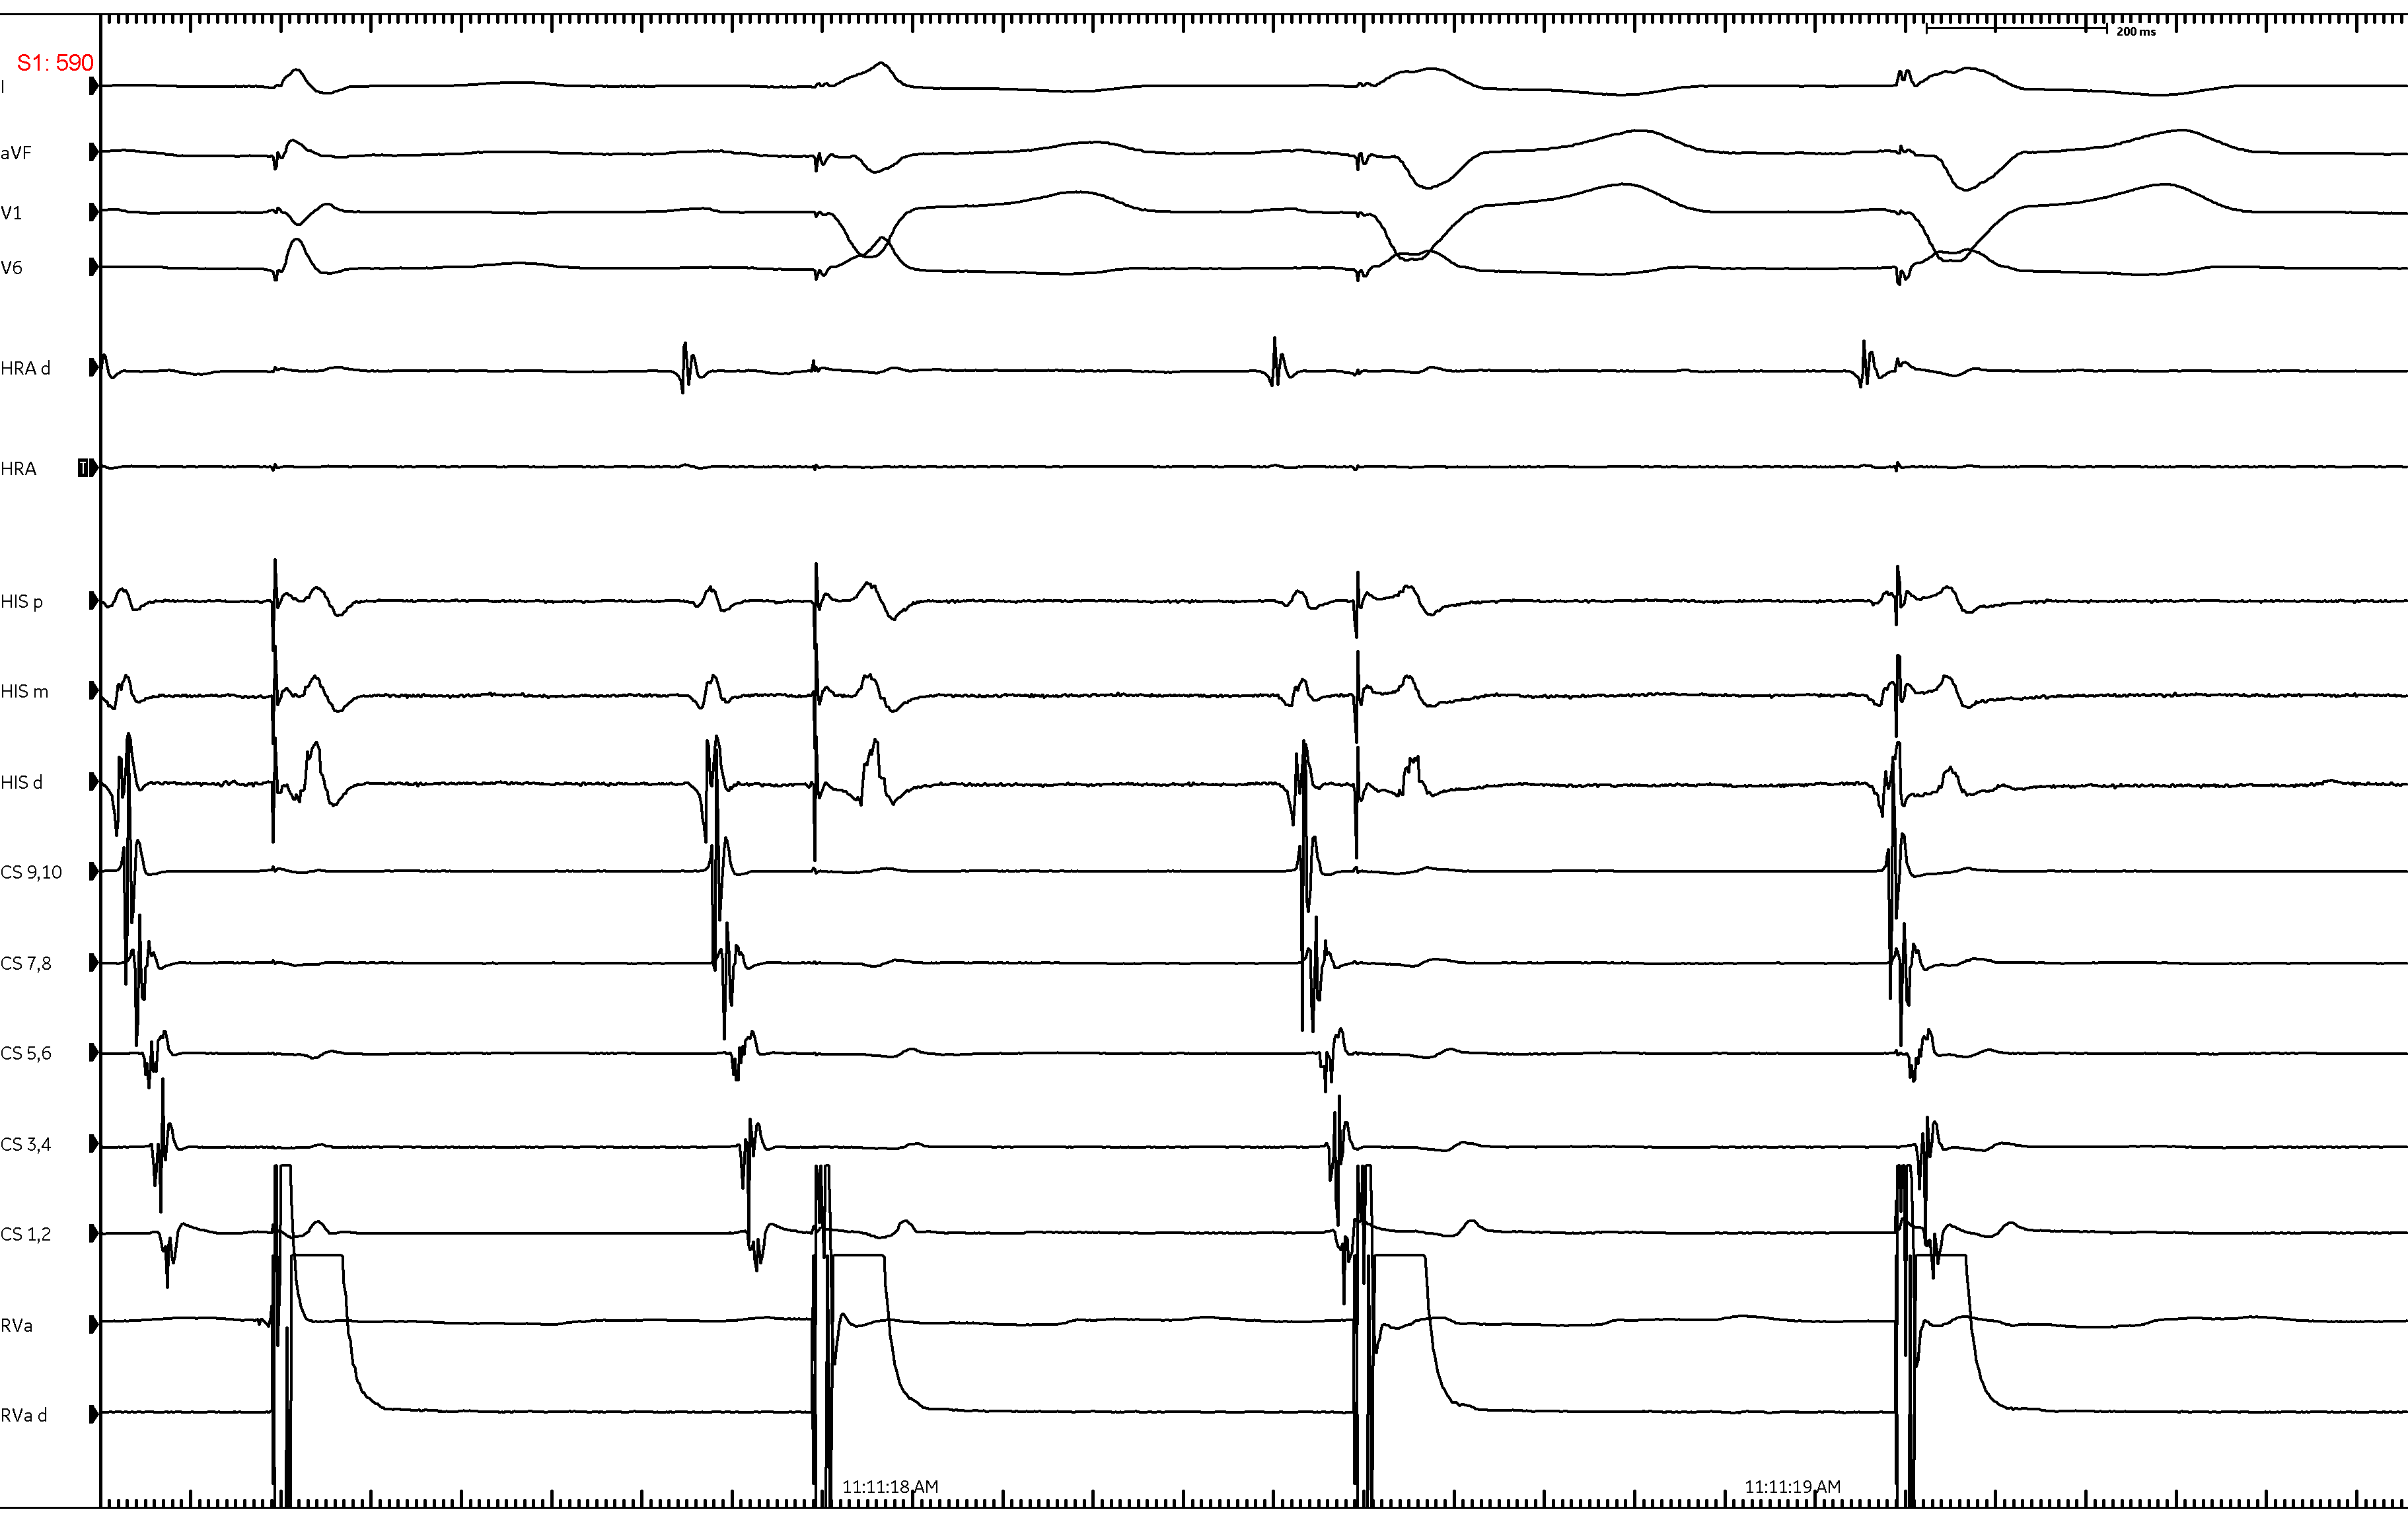 200 ms
S1: 590
I
aVF
V1
V6
HRA d
HRA
T
HIS p
HIS m
HIS d
CS 9,10
CS 7,8
CS 5,6
CS 3,4
CS 1,2
RVa
RVa d
11:11:18 AM
11:11:19 AM